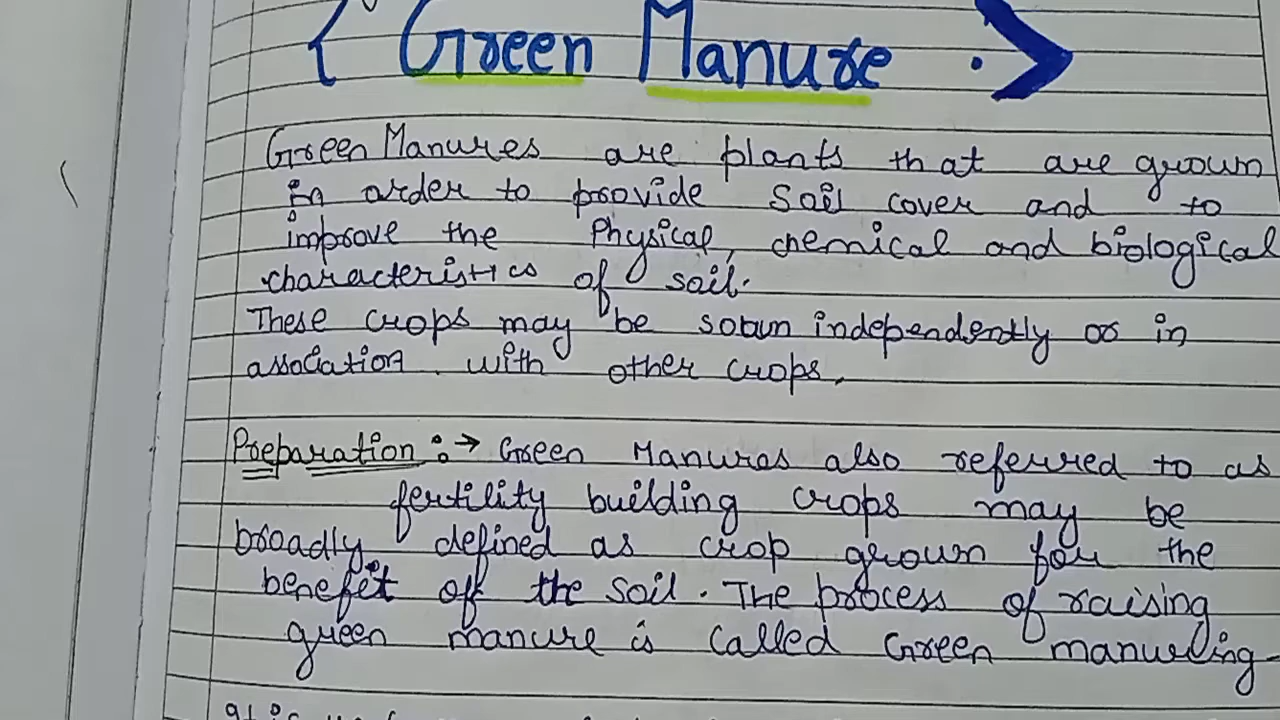 { Green Manure .>
Green Manures are plants that are grown
in order to provide soil cover and to
improve the Physical, chemical and biological
characteristics of soil.
These crops may be sown independently or in
association with other crops.
Preparation :→ Green Manures also referred to as
fertility building crops may be
broadly defined as crop grown for the
benefit off the soil. The process of raising
green manure is called Green manureing